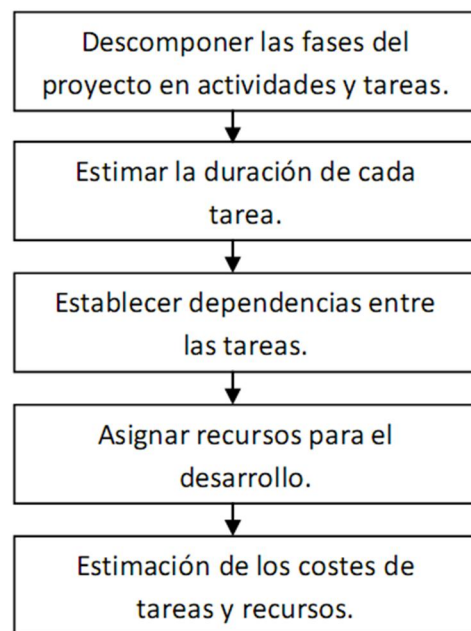 Descomponer las fases del
proyecto en actividades y tareas.
Estimar la duración de cada
tarea.
Establecer dependencias entre
las tareas.
Asignar recursos para el
desarrollo.
Estimación de los costes de
tareas y recursos.